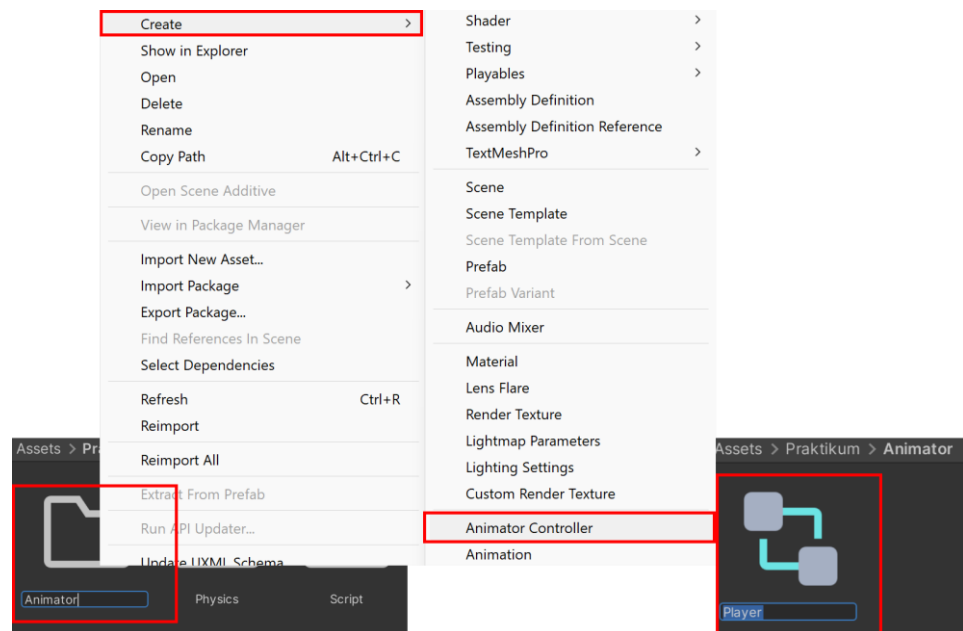 Create >
Show in Explorer
Open
Delete
Rename
Copy Path Alt+Ctrl+C
Open Scene Additive
View in Package Manager
Import New Asset...
Import Package >
Export Package...
Find References In Scene
Select Dependencies
Refresh Ctrl+R
Reimport
Reimport All
Extract From Prefab
Run API Updater...
Update UXML Schema
Shader >
Testing >
Playables >
Assembly Definition
Assembly Definition Reference
TextMeshPro >
Scene
Scene Template
Scene Template From Scene
Prefab
Prefab Variant
Audio Mixer
Material
Lens Flare
Render Texture
Lightmap Parameters
Lighting Settings
Custom Render Texture
Animator Controller
Animation
Assets > Pr
Animator
Physics
Script
Assets > Praktikum > Animator
Player